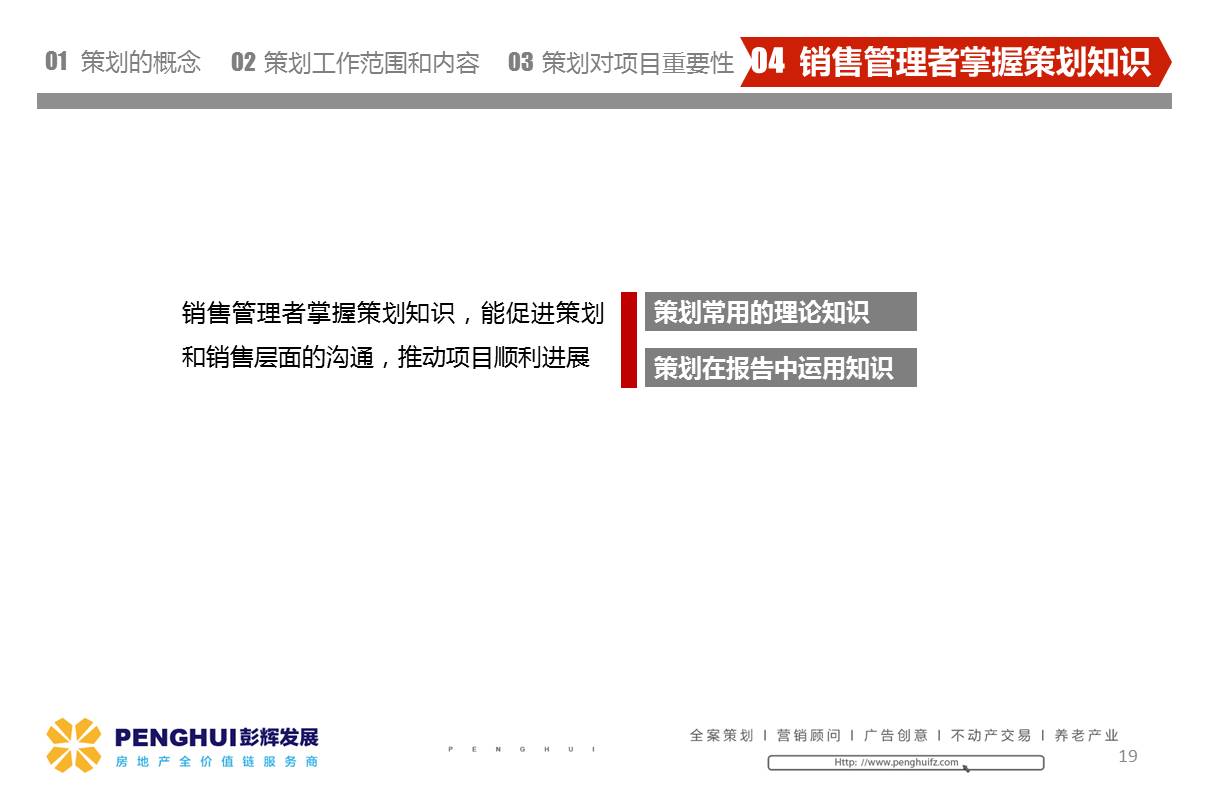 01 策划的概念 02 策划工作范围和内容 03 策划对项目重要性 04 销售管理者掌握策划知识
销售管理者掌握策划知识，能促进策划
和销售层面的沟通，推动项目顺利进展
策划常用的理论知识
策划在报告中运用知识
PENGHUI彭辉发展
房地产全价值链服务商
PENGHUI
全案策划 I 营销顾问 I 广告创意 I 不动产交易 I 养老产业
Http: //www.penghuifz.com
19